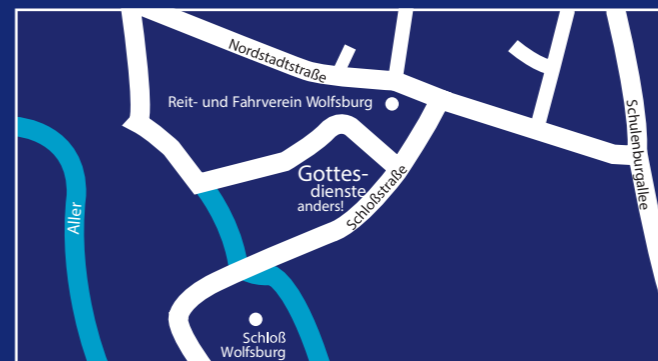 Nordstadtstraße
Reit- und Fahrverein Wolfsburg
Schulenburgallee
Gottes-
dienste
anders!
Schloßstraße
Aller
Schloß
Wolfsburg